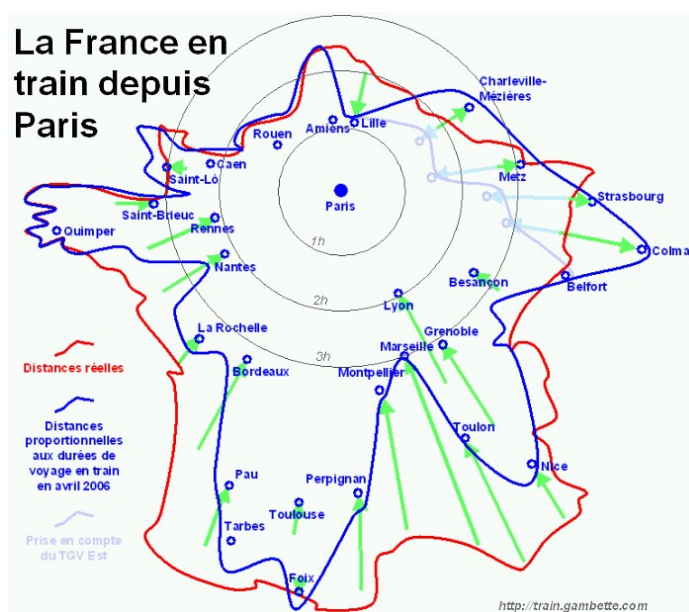 La France en
train depuis
Paris
Charleville-
Mézières
Rouen
Amiens
Lille
Caen
Saint-Lô
Metz
Paris
Strasbourg
Saint-Brieuc
Quimper
Rennes
1h
Colma
Nantes
Besançon
Belfort
2h
Lyon
La Rochelle
Grenoble
Marseille
3h
Bordeaux
Montpellier
Distances réelles
Distances
proportionnelles
aux durées de
voyage en train
en avril 2006
Prise en compte
du TGV Est
Toulon
Nice
Pau
Perpignan
Toulouse
Tarbes
Foix
http://train.gambette.com